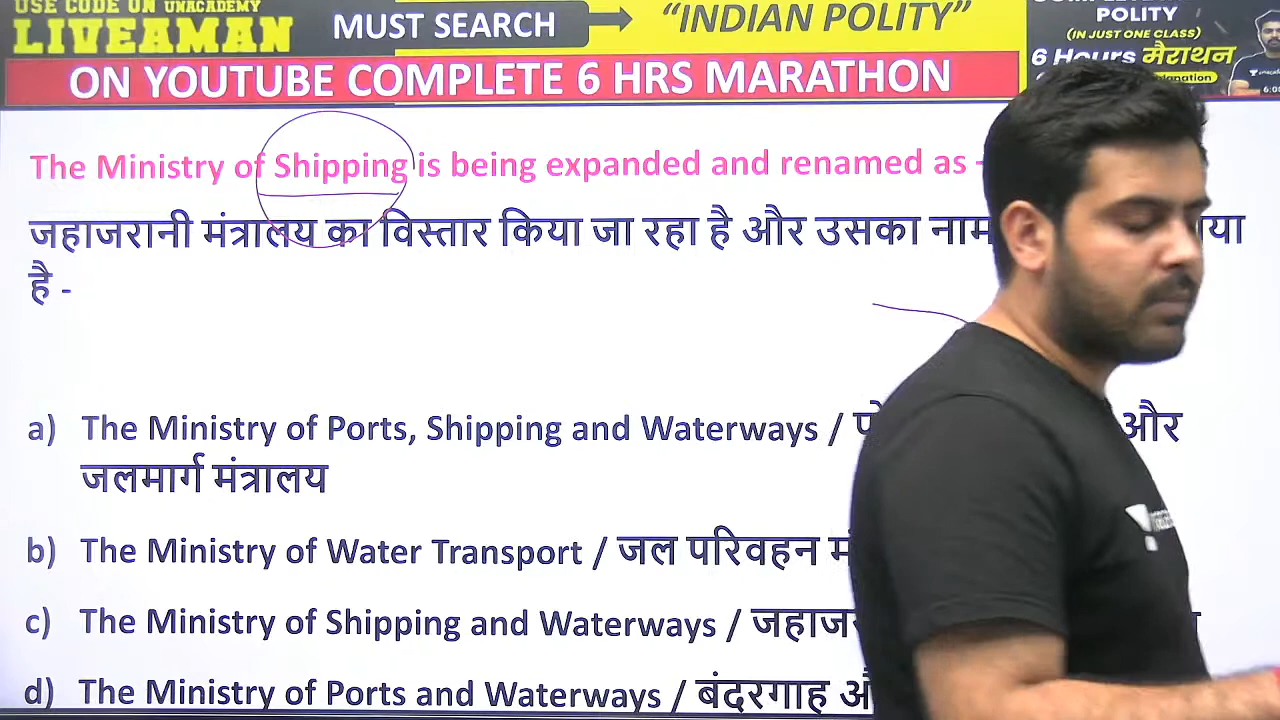 USE CODE ON UNACADEMY
LIVEAMAN
MUST SEARCH
“INDIAN POLITY”
POLITY
(IN JUST ONE CLASS)
6 Hours मैराथन
ON YOUTUBE COMPLETE 6 HRS MARATHON
The Ministry of Shipping is being expanded and renamed as -
जहाजरानी मंत्रालय का विस्तार किया जा रहा है और उसका नाम
है -
a) The Ministry of Ports, Shipping and Waterways / और
जलमार्ग मंत्रालय
b) The Ministry of Water Transport / जल परिवहन
c) The Ministry of Shipping and Waterways /
d) The Ministry of Ports and Waterways / बंदरगाह